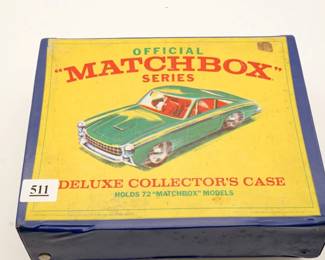 OFFICIAL
"MATCHBOX"
SERIES
511
DELUXE COLLECTOR'S CASE
HOLDS 72 "MATCHBOX" MODELS